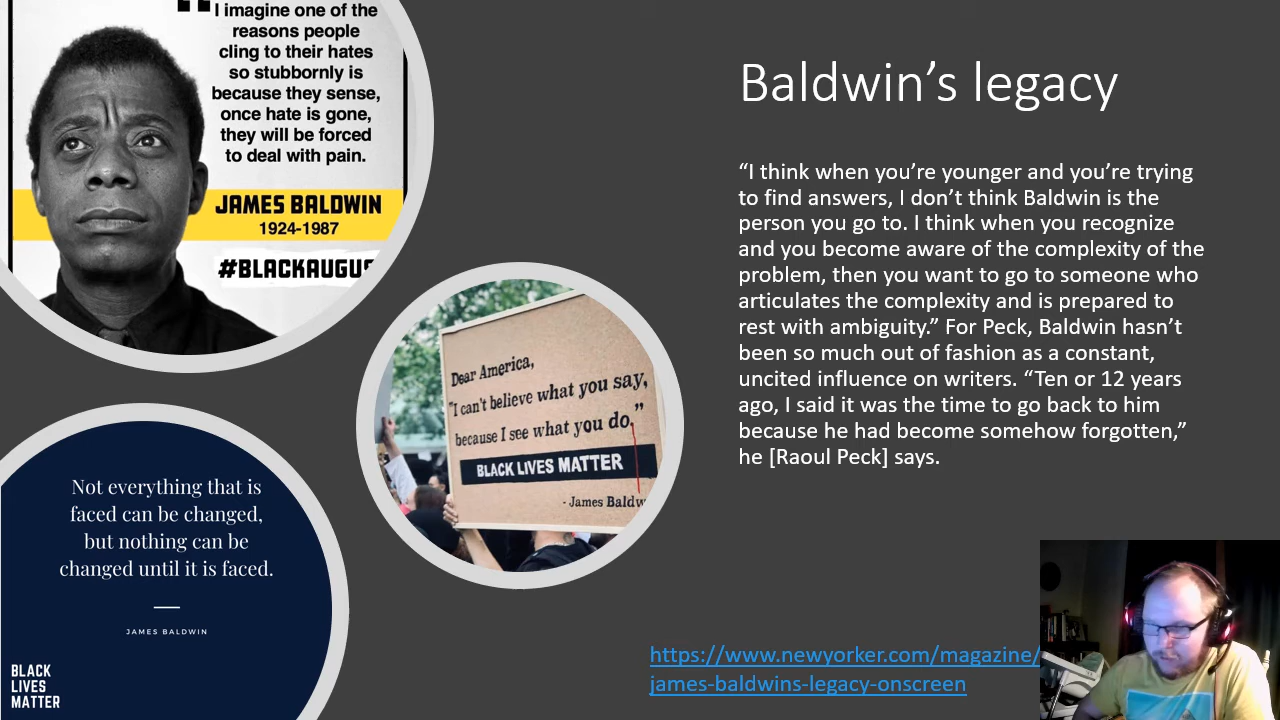 I imagine one of the
reasons people
cling to their hates
so stubbornly is
because they sense,
once hate is gone,
they will be forced
to deal with pain.
JAMES BALDWIN
1924-1987
#BLACKAUGUS
Dear America,
"I can't believe what you say,
because I see what you do."
BLACK LIVES MATTER
- James Baldw
Not everything that is
faced can be changed,
but nothing can be
changed until it is faced.
JAMES BALDWIN
BLACK
LIVES
MATTER
Baldwin’s legacy
“I think when you’re younger and you’re trying
to find answers, I don’t think Baldwin is the
person you go to. I think when you recognize
and you become aware of the complexity of the
problem, then you want to go to someone who
articulates the complexity and is prepared to
rest with ambiguity.” For Peck, Baldwin hasn’t
been so much out of fashion as a constant,
uncited influence on writers. “Ten or 12 years
ago, I said it was the time to go back to him
because he had become somehow forgotten,”
he [Raoul Peck] says.
https://www.newyorker.com/magazine/
james-baldwins-legacy-onscreen